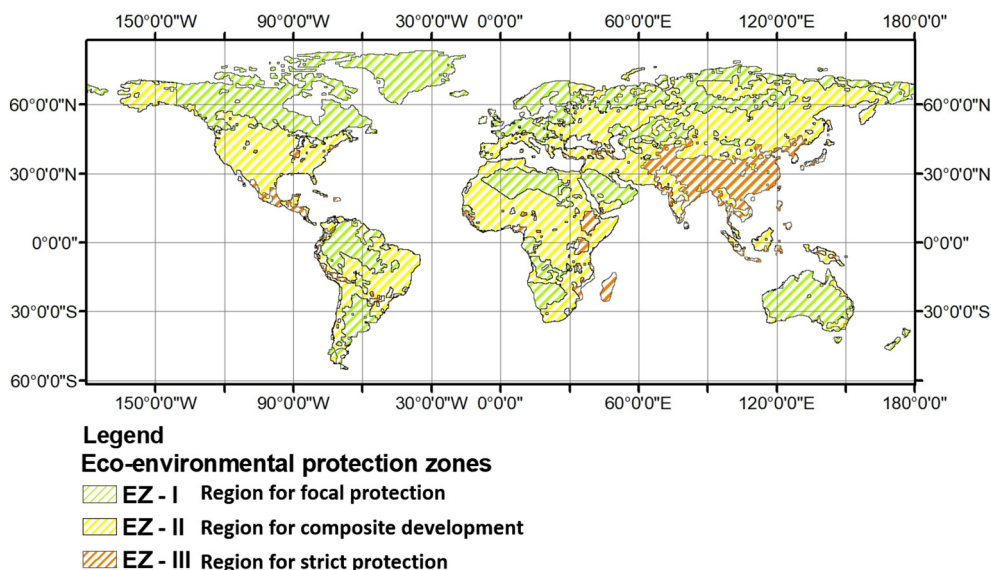 150°0'0"W 90°0'0"W 30°0'0"W 0°0'0" 60°0'0"E 120°0'0"E 180°0'0"
60°0'0"N 60°0'0"N
30°0'0"N 30°0'0"N
0°0'0" 0°0'0"
30°0'0"S 30°0'0"S
60°0'0"S 60°0'0"S
150°0'0"W 90°0'0"W 30°0'0"W 0°0'0" 60°0'0"E 120°0'0"E 180°0'0"
Legend
Eco-environmental protection zones
EZ - I Region for focal protection
EZ - II Region for composite development
EZ - III Region for strict protection